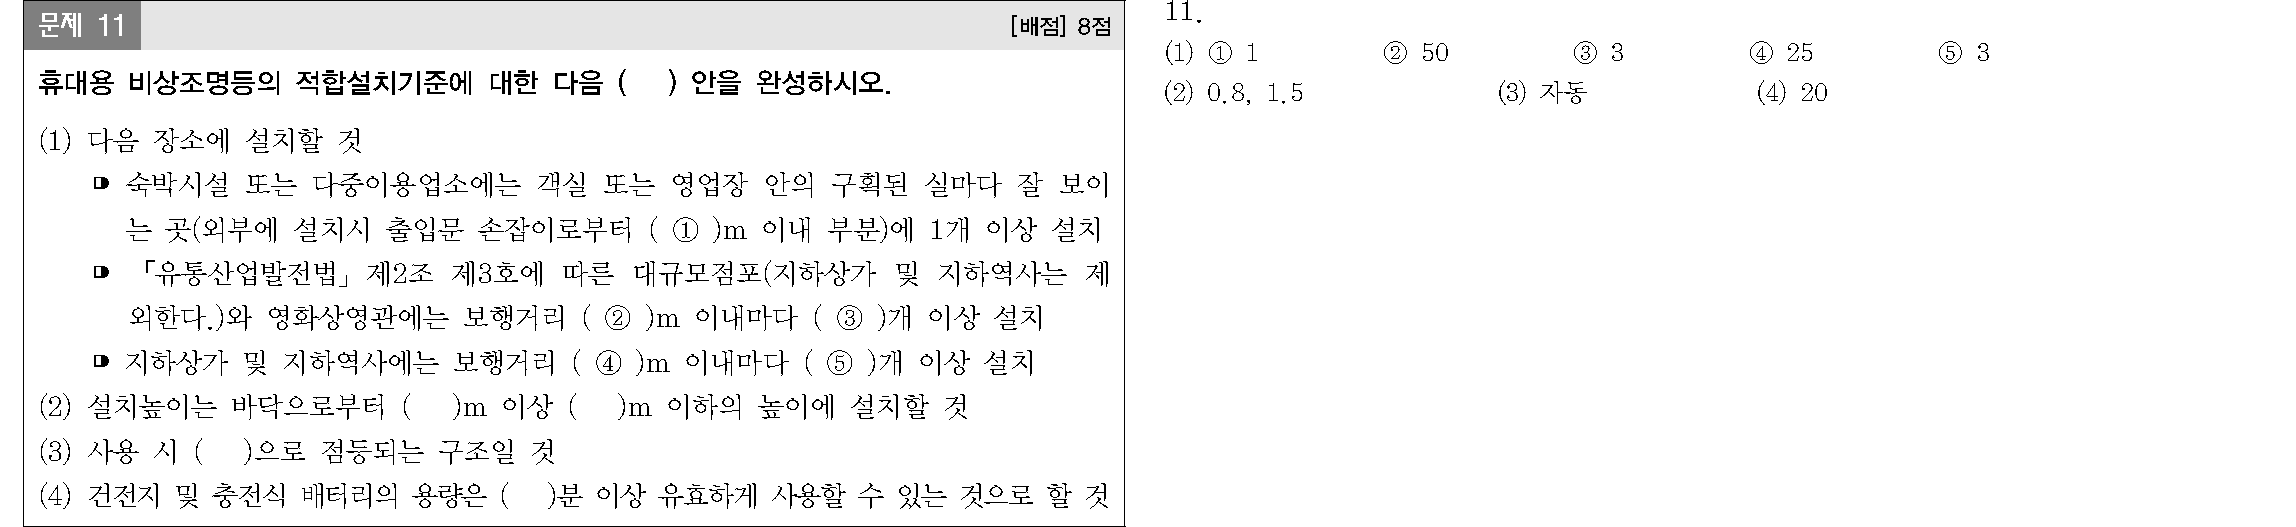 문제 11 [배점] 8점
휴대용 비상조명등의 적합설치기준에 대한 다음 ( ) 안을 완성하시오.
(1) 다음 장소에 설치할 것
숙박시설 또는 다중이용업소에는 객실 또는 영업장 안의 구획된 실마다 잘 보이
는 곳(외부에 설치시 출입문 손잡이로부터 ( ① )m 이내 부분)에 1개 이상 설치
「유통산업발전법」 제2조 제3호에 따른 대규모점포(지하상가 및 지하역사는 제
외한다.)와 영화상영관에는 보행거리 ( ② )m 이내마다 ( ③ )개 이상 설치
지하상가 및 지하역사에는 보행거리 ( ④ )m 이내마다 ( ⑤ )개 이상 설치
(2) 설치높이는 바닥으로부터 ( )m 이상 ( )m 이하의 높이에 설치할 것
(3) 사용 시 ( )으로 점등되는 구조일 것
(4) 건전지 및 충전식 배터리의 용량은 ( )분 이상 유효하게 사용할 수 있는 것으로 할 것
11.
(1) ① 1 ② 50 ③ 3 ④ 25 ⑤ 3
(2) 0.8, 1.5 (3) 자동 (4) 20